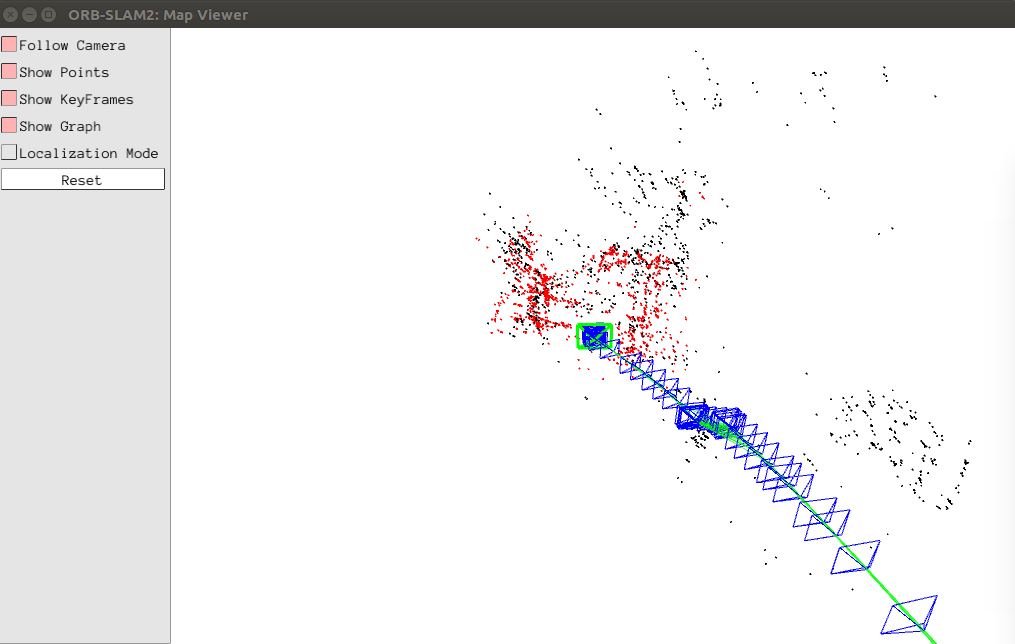 ORB-SLAM2: Map Viewer
Follow Camera
Show Points
Show KeyFrames
Show Graph
Localization Mode
Reset